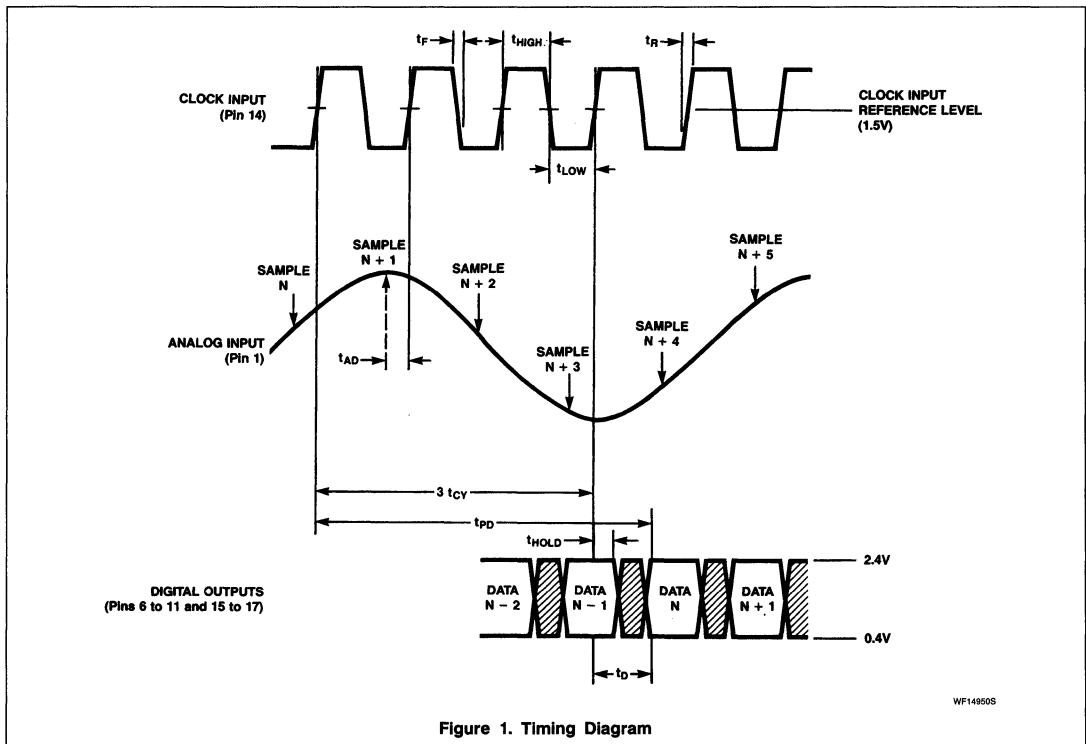 tF
tHIGH
tR
CLOCK INPUT
(Pin 14)
CLOCK INPUT
REFERENCE LEVEL
(1.5V)
tLOW
SAMPLE
N
SAMPLE
N + 1
SAMPLE
N + 2
SAMPLE
N + 3
SAMPLE
N + 4
SAMPLE
N + 5
ANALOG INPUT
(Pin 1)
tAD
3 tCY
tPD
tHOLD
DIGITAL OUTPUTS
(Pins 6 to 11 and 15 to 17)
DATA
N – 2
DATA
N – 1
DATA
N
DATA
N + 1
2.4V
0.4V
tD
WF14950S
Figure 1. Timing Diagram